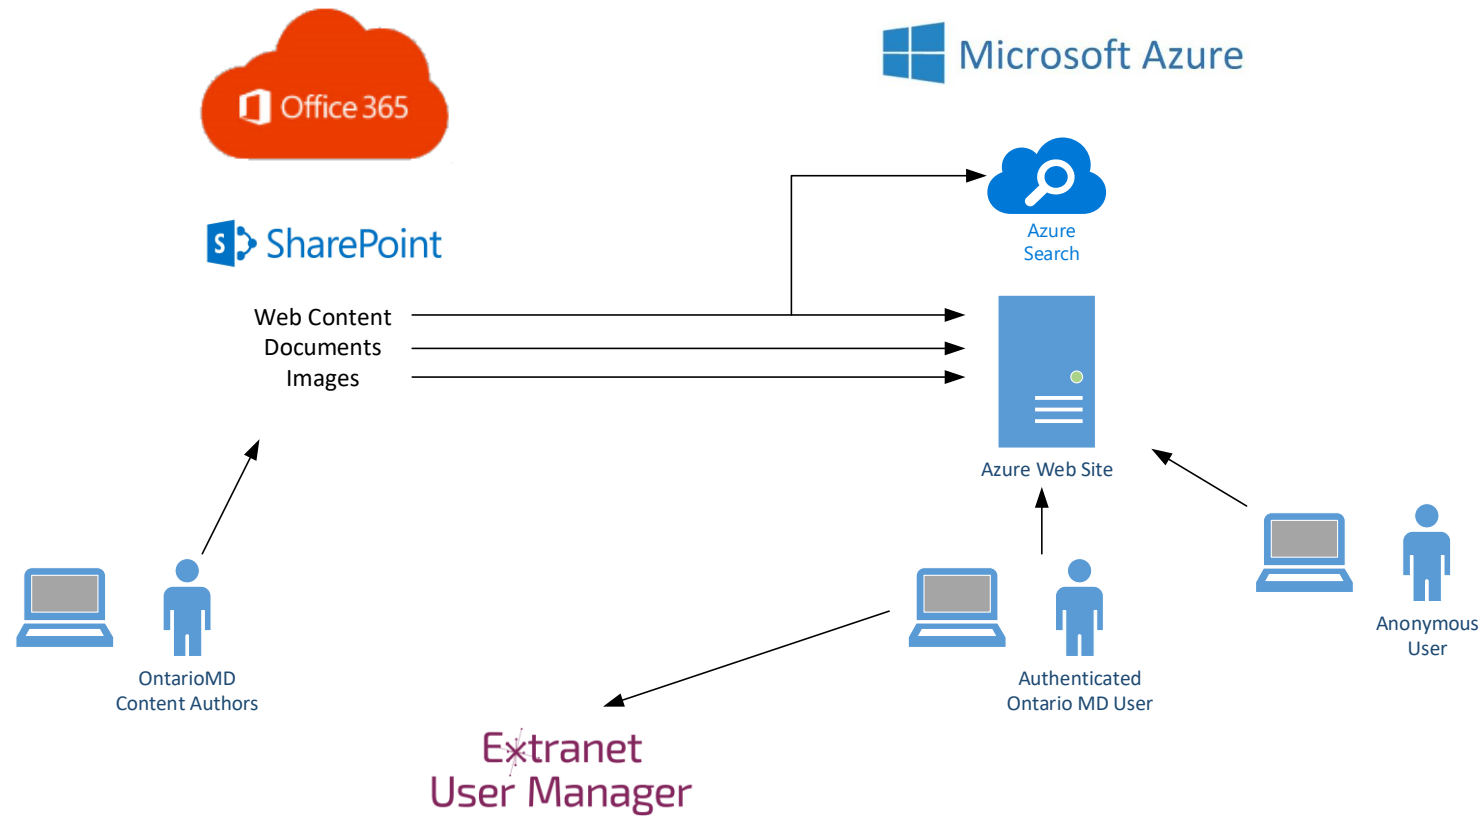 Office 365
Microsoft Azure
S
SharePoint
Azure
Search
Web Content
Documents
Images
Azure Web Site
OntarioMD
Content Authors
Authenticated
Ontario MD User
Anonymous
User
Extranet
User Manager